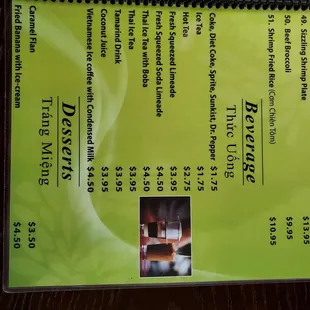 49. Sizzling Shrimp Plate $13.95
50. Beef Broccoli $9.95
51. Shrimp Fried Rice (Cơm Chiên Tôm) $10.95
Beverage
Thức Uống
Coke, Diet Coke, Sprite, Sunkist, Dr. Pepper $1.75
Ice Tea $1.75
Hot Tea $2.75
Fresh Squeezed Limeade $3.95
Fresh Squeezed Soda Limeade $4.50
Thai Ice Tea with Boba $4.50
Thai Ice Tea $3.95
Tamarind Drink $3.95
Coconut Juice $3.95
Vietnamese Ice coffee with Condensed Milk $4.50
Desserts
Tráng Miệng
Caramel Flan $3.50
Fried Banana with Ice-cream $4.50